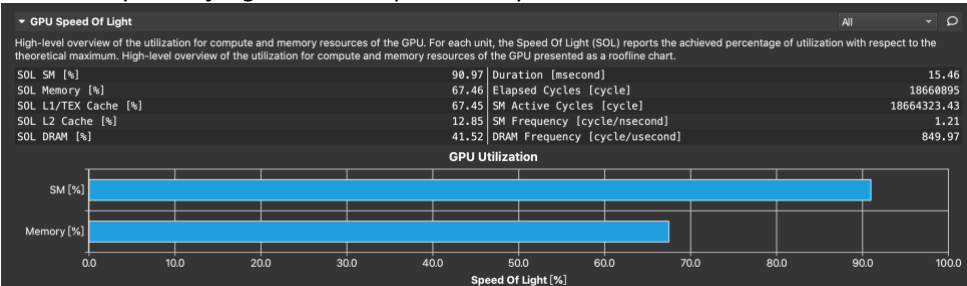 GPU Speed Of Light
All
High-level overview of the utilization for compute and memory resources of the GPU. For each unit, the Speed Of Light (SOL) reports the achieved percentage of utilization with respect to the
theoretical maximum. High-level overview of the utilization for compute and memory resources of the GPU presented as a roofline chart.
SOL SM [%] 90.97 Duration [msecond] 15.46
SOL Memory [%] 67.46 Elapsed Cycles [cycle] 18660895
SOL L1/TEX Cache [%] 67.45 SM Active Cycles [cycle] 18664323.43
SOL L2 Cache [%] 12.85 SM Frequency [cycle/nsecond] 1.21
SOL DRAM [%] 41.52 DRAM Frequency [cycle/usecond] 849.97
GPU Utilization
SM [%]
Memory [%]
0.0 10.0 20.0 30.0 40.0 50.0 60.0 70.0 80.0 90.0 100.0
Speed Of Light [%]